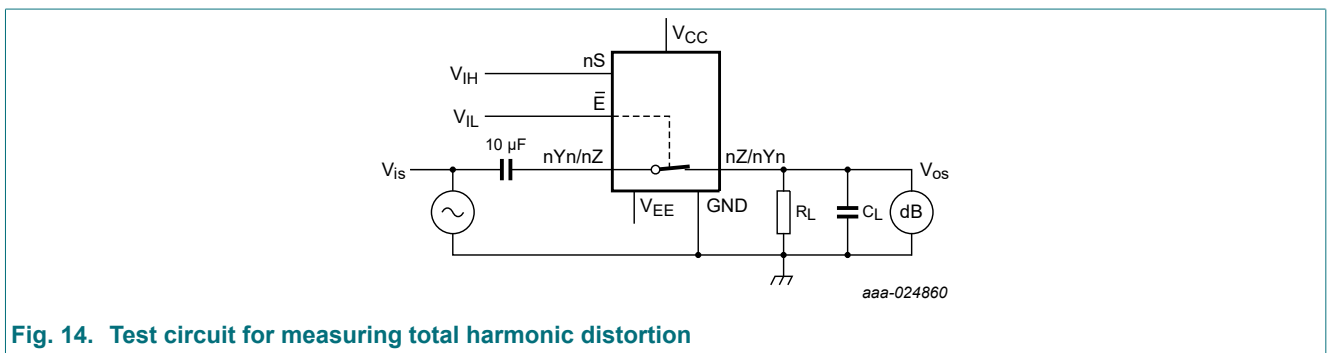 VCC
nS
VIH
E̅
VIL
10 µF
nYn/nZ
nZ/nYn
Vis
Vos
VEE
GND
RL
CL
dB
aaa-024860
Fig. 14. Test circuit for measuring total harmonic distortion